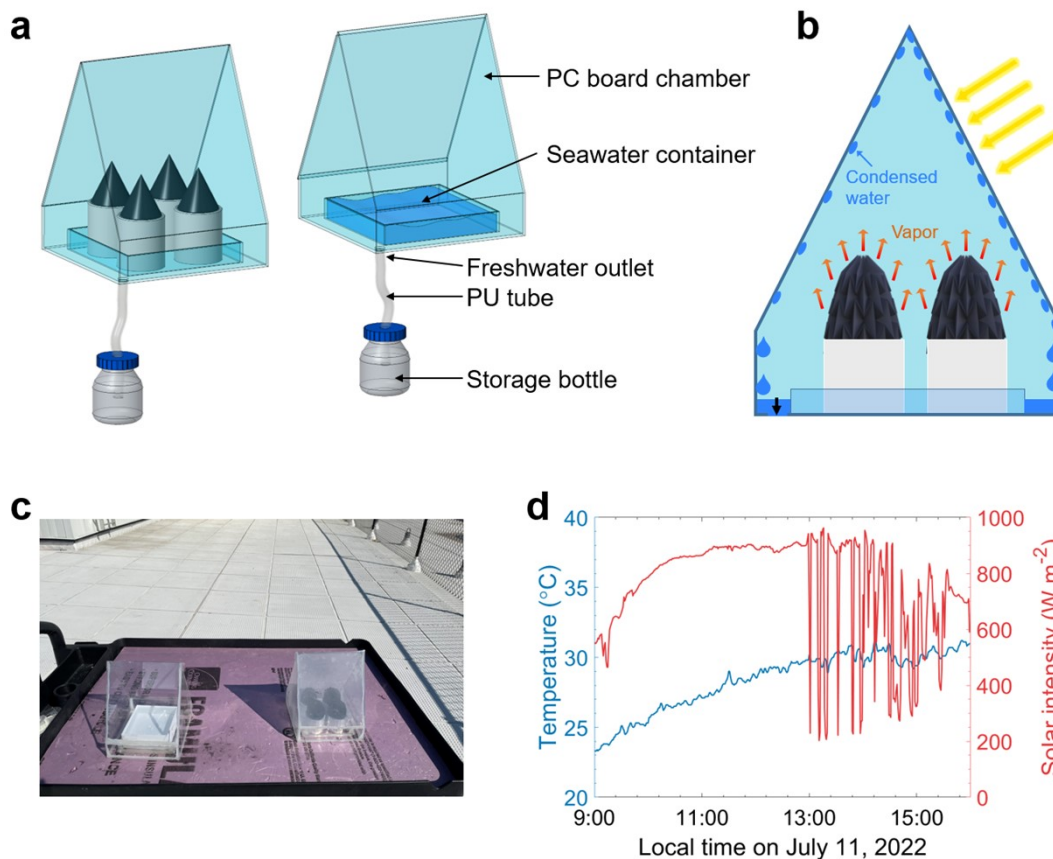 a
PC board chamber
Seawater container
Freshwater outlet
PU tube
Storage bottle
b
Condensed
water
Vapor
c
d
40
35
30
25
20
Temperature (°C)
1000
800
600
400
200
0
Solar intensity (W m⁻²)
9:00 11:00 13:00 15:00
Local time on July 11, 2022